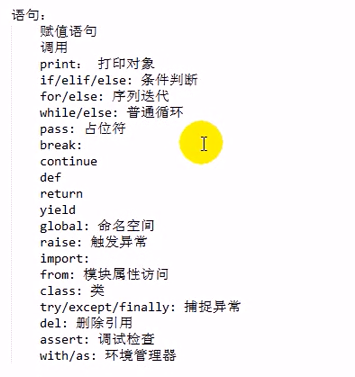 语句：
赋值语句
调用
print： 打印对象
if/elif/else: 条件判断
for/else: 序列迭代
while/else: 普通循环
pass: 占位符
break:
continue
def
return
yield
global: 命名空间
raise: 触发异常
import:
from: 模块属性访问
class: 类
try/except/finally: 捕捉异常
del: 删除引用
assert: 调试检查
with/as: 环境管理器